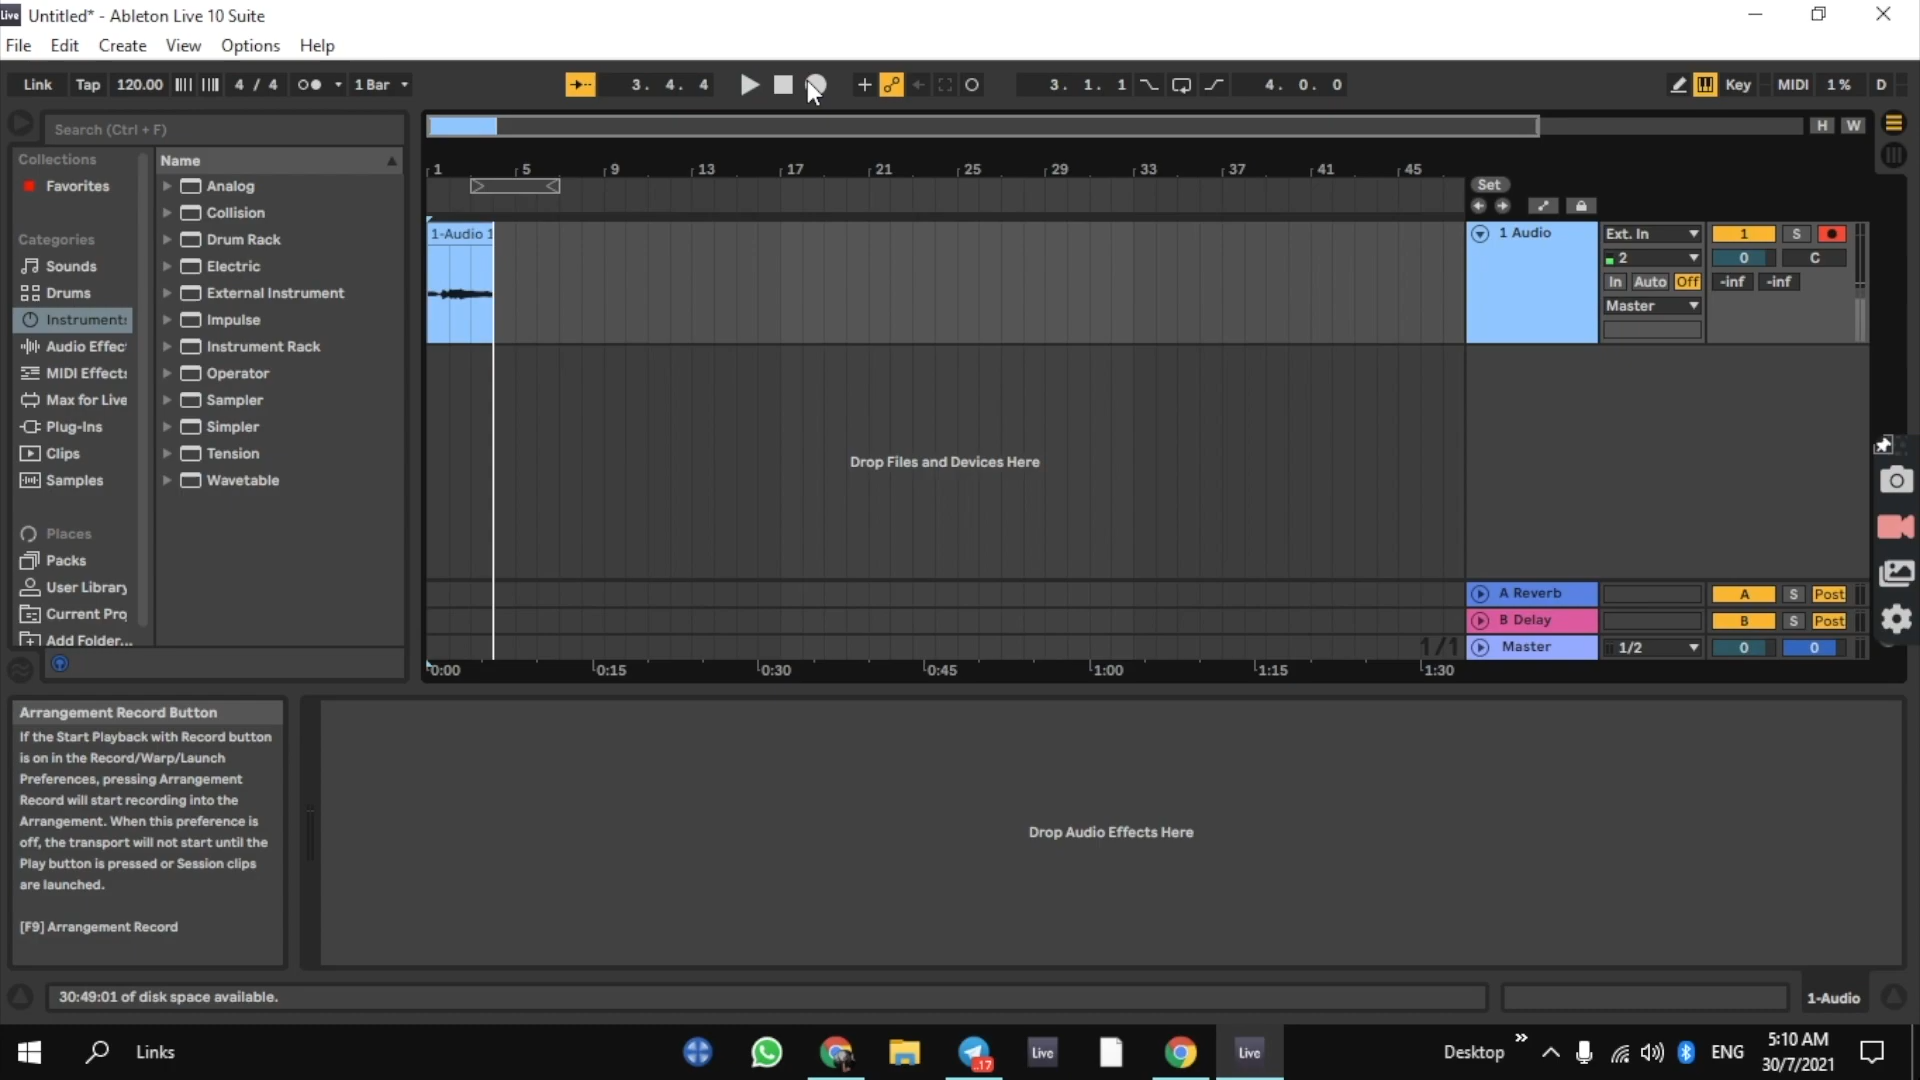 Live Untitled* - Ableton Live 10 Suite
File Edit Create View Options Help
Link Tap 120.00 4 / 4 1 Bar 3. 4. 4 3. 1. 1 4. 0. 0 Key MIDI 1% D
Search (Ctrl + F)
H W
Collections
Favorites
Categories
Sounds
Drums
Instruments
Audio Effec
MIDI Effects
Max for Live
Plug-Ins
Clips
Samples
Places
Packs
User Library
Current Pro
Add Folder...
Name
Analog
Collision
Drum Rack
Electric
External Instrument
Impulse
Instrument Rack
Operator
Sampler
Simpler
Tension
Wavetable
1 5 9 13 17 21 25 29 33 37 41 45
Set
1-Audio 1
1 Audio Ext. In 1 S
2 0 C
In Auto Off -inf -inf
Master
Drop Files and Devices Here
A Reverb A S Post
B Delay B S Post
1/1 Master 1/2 0 0
0:00 0:15 0:30 0:45 1:00 1:15 1:30
Arrangement Record Button
If the Start Playback with Record button
is on in the Record/Warp/Launch
Preferences, pressing Arrangement
Record will start recording into the
Arrangement. When this preference is
off, the transport will not start until the
Play button is pressed or Session clips
are launched.
[F9] Arrangement Record
Drop Audio Effects Here
30:49:01 of disk space available.
1-Audio
Links
17
Live
Live
Desktop » ENG
5:10 AM
30/7/2021